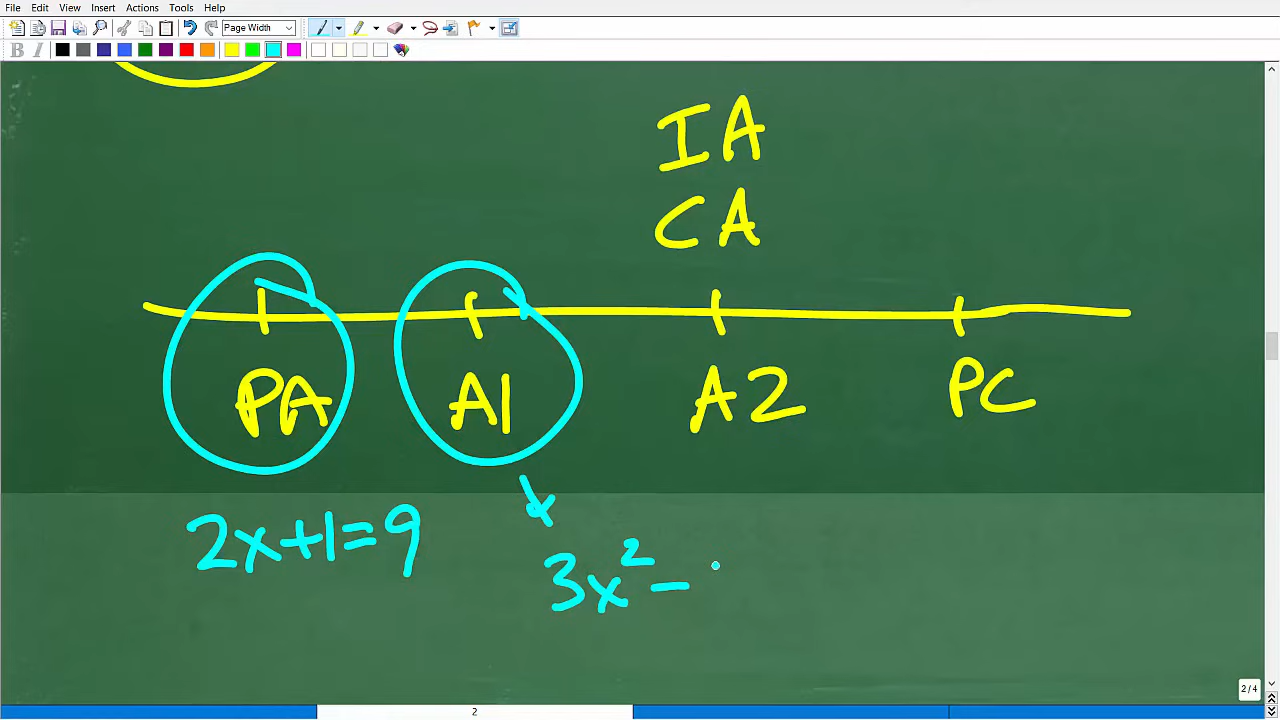 File Edit View Insert Actions Tools Help
Page Width
B I
IA
CA
PA A1 A2 PC
2x+1=9
3x² −
2/4
2